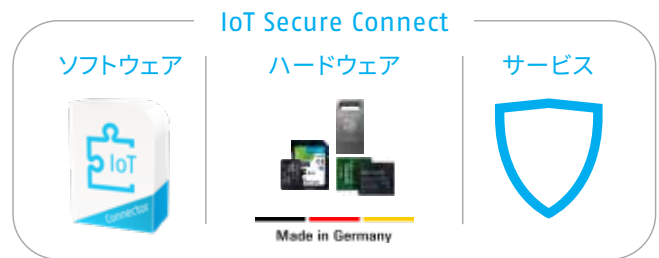 IoT Secure Connect
ソフトウェア
ハードウェア
サービス
IoT
Connector
Made in Germany